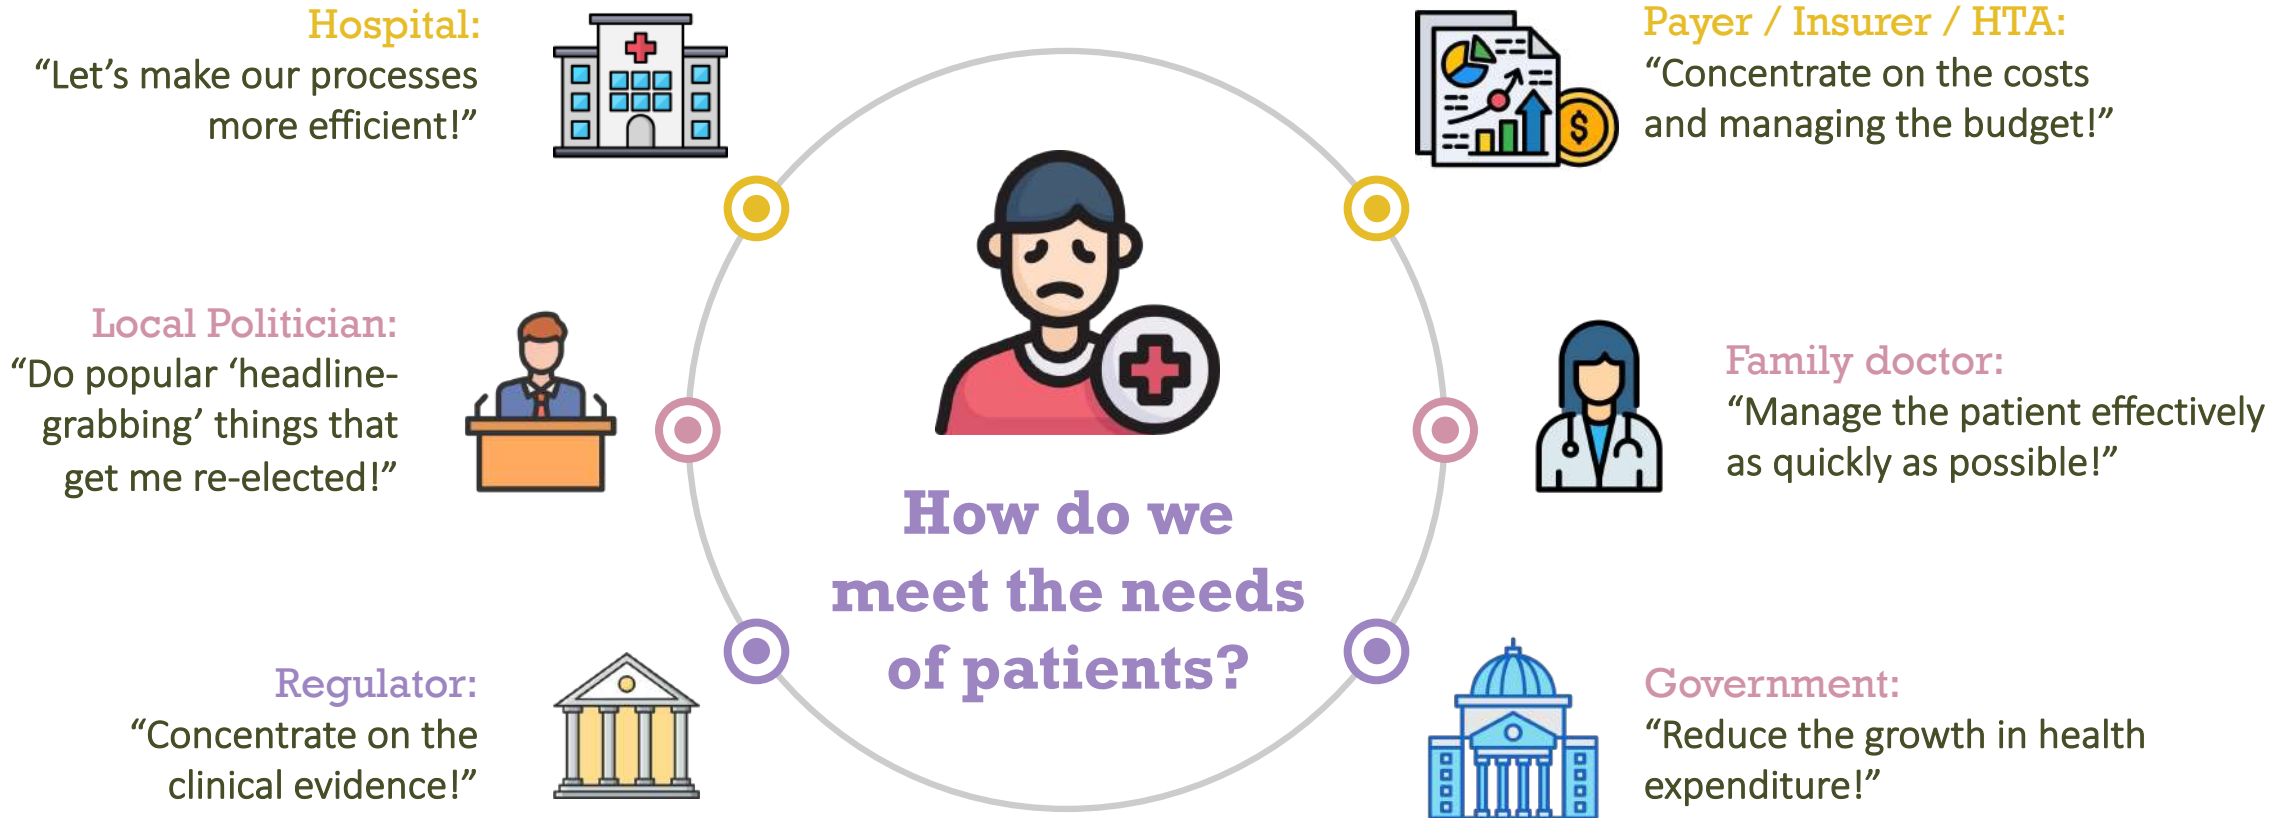 Hospital:
“Let’s make our processes
more efficient!”
Payer / Insurer / HTA:
“Concentrate on the costs
and managing the budget!”
$
Local Politician:
“Do popular ‘headline-
grabbing’ things that
get me re-elected!”
Family doctor:
“Manage the patient effectively
as quickly as possible!”
How do we
meet the needs
of patients?
Regulator:
“Concentrate on the
clinical evidence!”
Government:
“Reduce the growth in health
expenditure!”